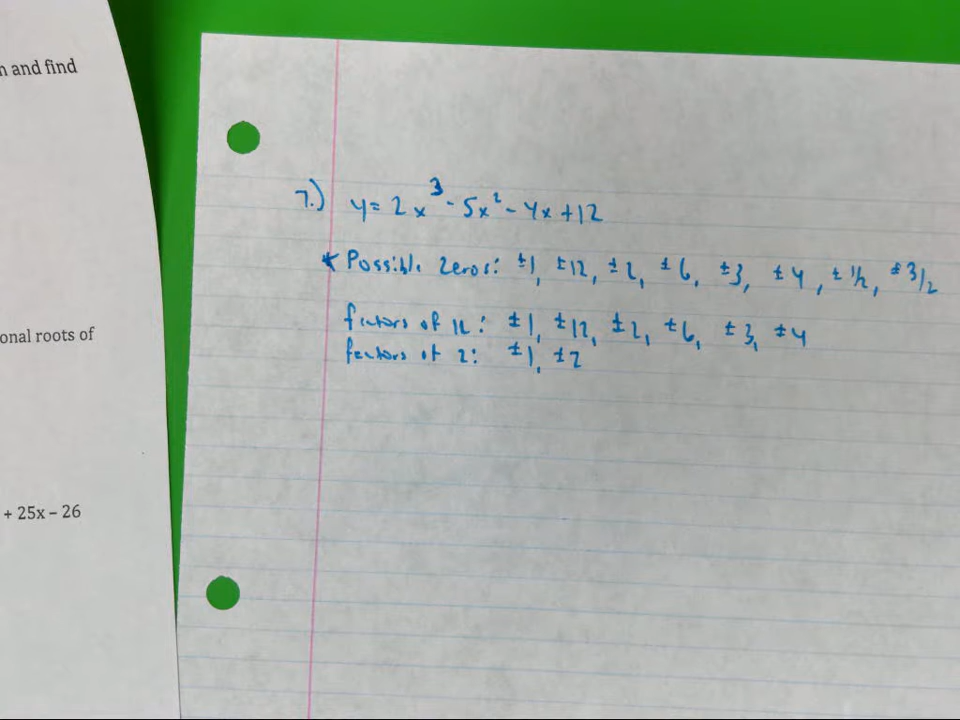 n and find
7.) y = 2x³ - 5x² - 4x + 12
* Possible zeros: ±1, ±12, ±2, ±6, ±3, ±4, ±1/2, ±3/2
factors of 12: ±1, ±12, ±2, ±6, ±3, ±4
onal roots of
factors of 2: ±1, ±2
+ 25x – 26